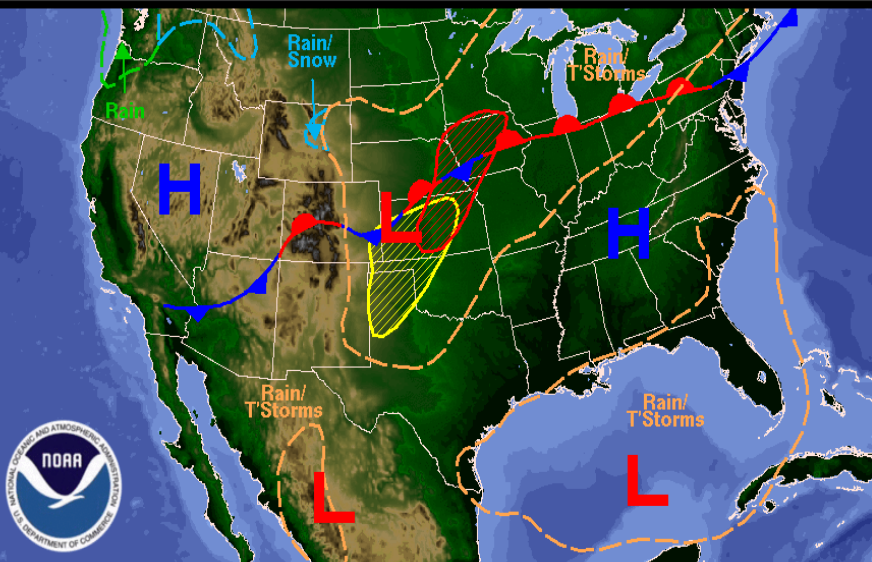 Rain/
Snow
Rain/
T'Storms
Rain
H
L
H
Rain/
T'Storms
Rain/
T'Storms
L
L
NATIONAL OCEANIC AND ATMOSPHERIC ADMINISTRATION
NOAA
U.S. DEPARTMENT OF COMMERCE